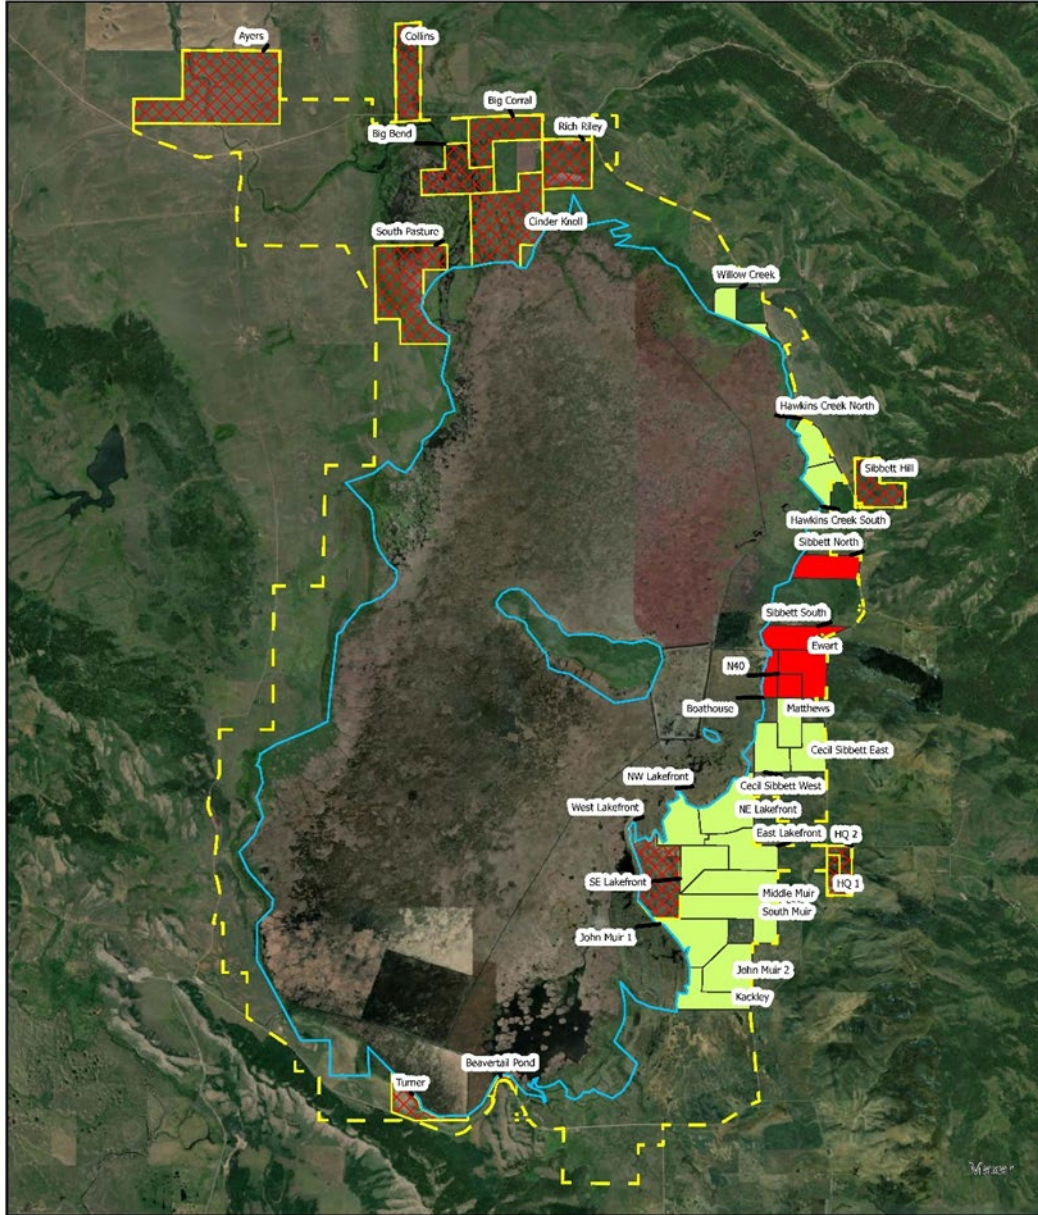 Ayers
Collins
Big Corral
Big Bend
Rich Riley
Cinder Knoll
South Pasture
Willow Creek
Hawkins Creek North
Sibbett Hill
Hawkins Creek South
Sibbett North
Sibbett South
Ewart
N40
Boathouse
Matthews
Cecil Sibbett East
NW Lakefront
Cecil Sibbett West
West Lakefront
NE Lakefront
East Lakefront
HQ 2
SE Lakefront
HQ 1
Middle Muir
South Muir
John Muir 1
John Muir 2
Kackley
Beavertail Pond
Turner